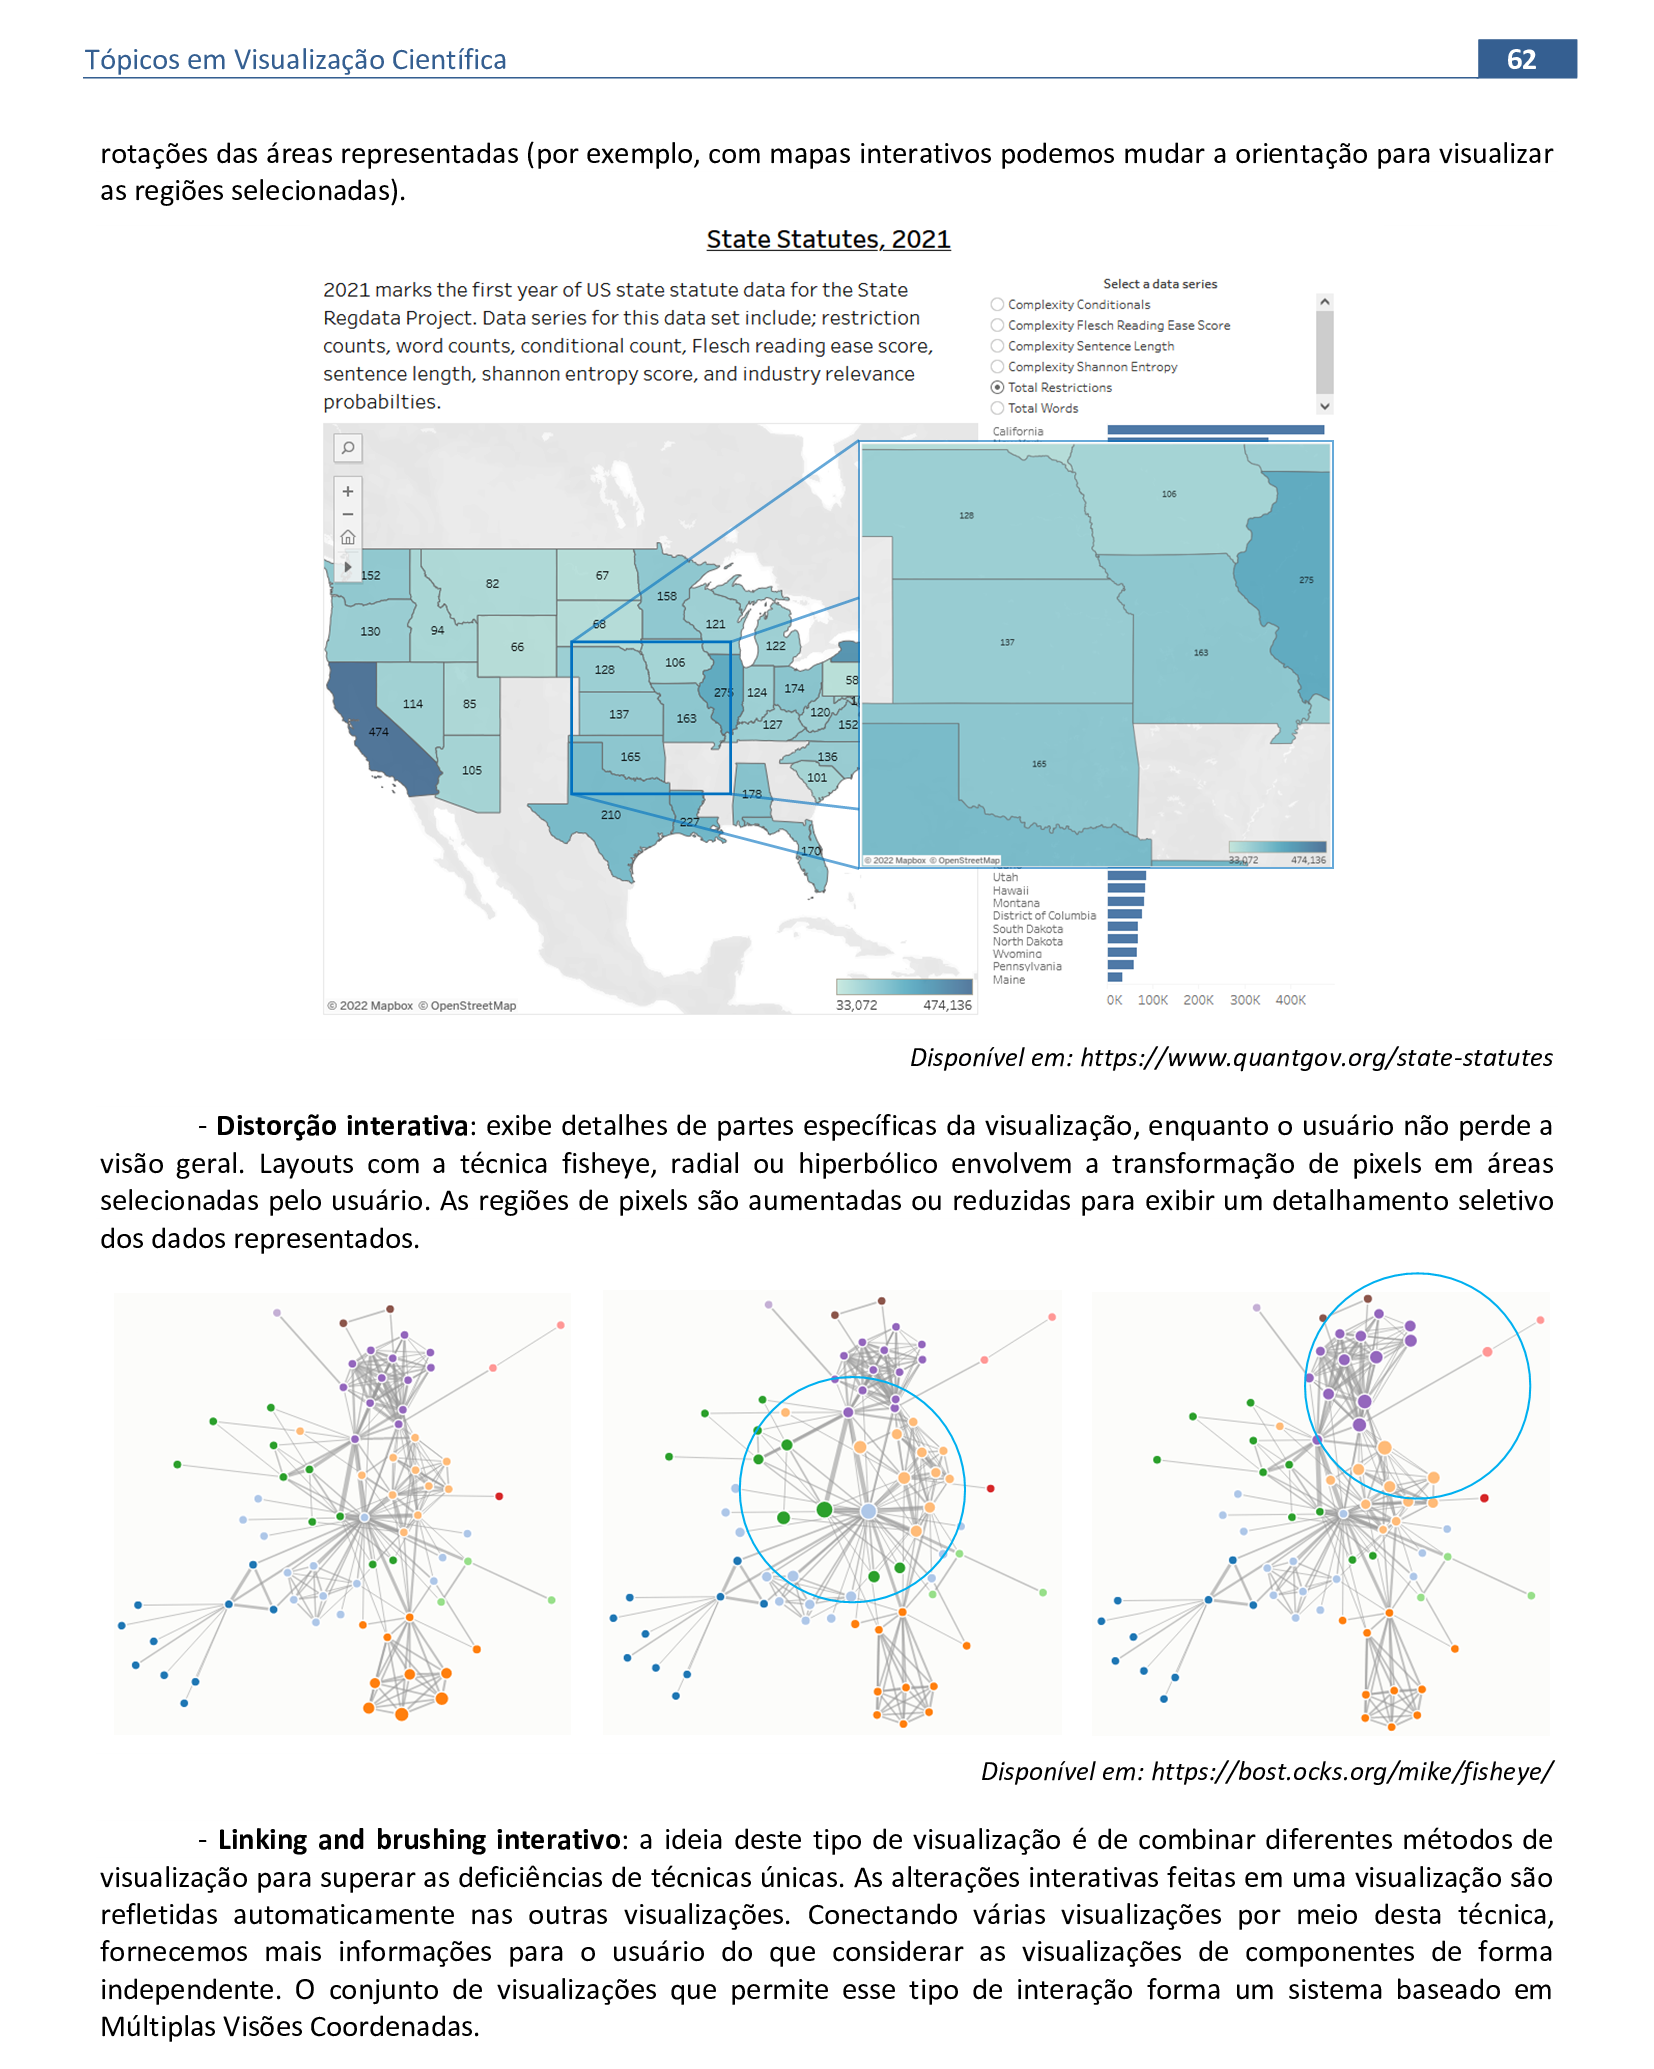 Tópicos em Visualização Científica
62
rotações das áreas representadas (por exemplo, com mapas interativos podemos mudar a orientação para visualizar
as regiões selecionadas).
State Statutes, 2021
2021 marks the first year of US state statute data for the State
Regdata Project. Data series for this data set include; restriction
counts, word counts, conditional count, Flesch reading ease score,
sentence length, shannon entropy score, and industry relevance
probabilties.
Select a data series
Complexity Conditionals
Complexity Flesch Reading Ease Score
Complexity Sentence Length
Complexity Shannon Entropy
Total Restrictions
Total Words
California
152
82
67
158
130
94
68
121
66
122
128
106
114
85
275
124
174
58
474
137
163
127
120
152
105
165
136
101
178
210
227
170
© 2022 Mapbox © OpenStreetMap
33,072 474,136
106
128
275
137
163
165
© 2022 Mapbox © OpenStreetMap
33,072 474,136
Utah
Hawaii
Montana
District of Columbia
South Dakota
North Dakota
Wyoming
Pennsylvania
Maine
0K 100K 200K 300K 400K
Disponível em: https://www.quantgov.org/state-statutes
- Distorção interativa: exibe detalhes de partes específicas da visualização, enquanto o usuário não perde a
visão geral. Layouts com a técnica fisheye, radial ou hiperbólico envolvem a transformação de pixels em áreas
selecionadas pelo usuário. As regiões de pixels são aumentadas ou reduzidas para exibir um detalhamento seletivo
dos dados representados.
Disponível em: https://bost.ocks.org/mike/fisheye/
- Linking and brushing interativo: a ideia deste tipo de visualização é de combinar diferentes métodos de
visualização para superar as deficiências de técnicas únicas. As alterações interativas feitas em uma visualização são
refletidas automaticamente nas outras visualizações. Conectando várias visualizações por meio desta técnica,
fornecemos mais informações para o usuário do que considerar as visualizações de componentes de forma
independente. O conjunto de visualizações que permite esse tipo de interação forma um sistema baseado em
Múltiplas Visões Coordenadas.